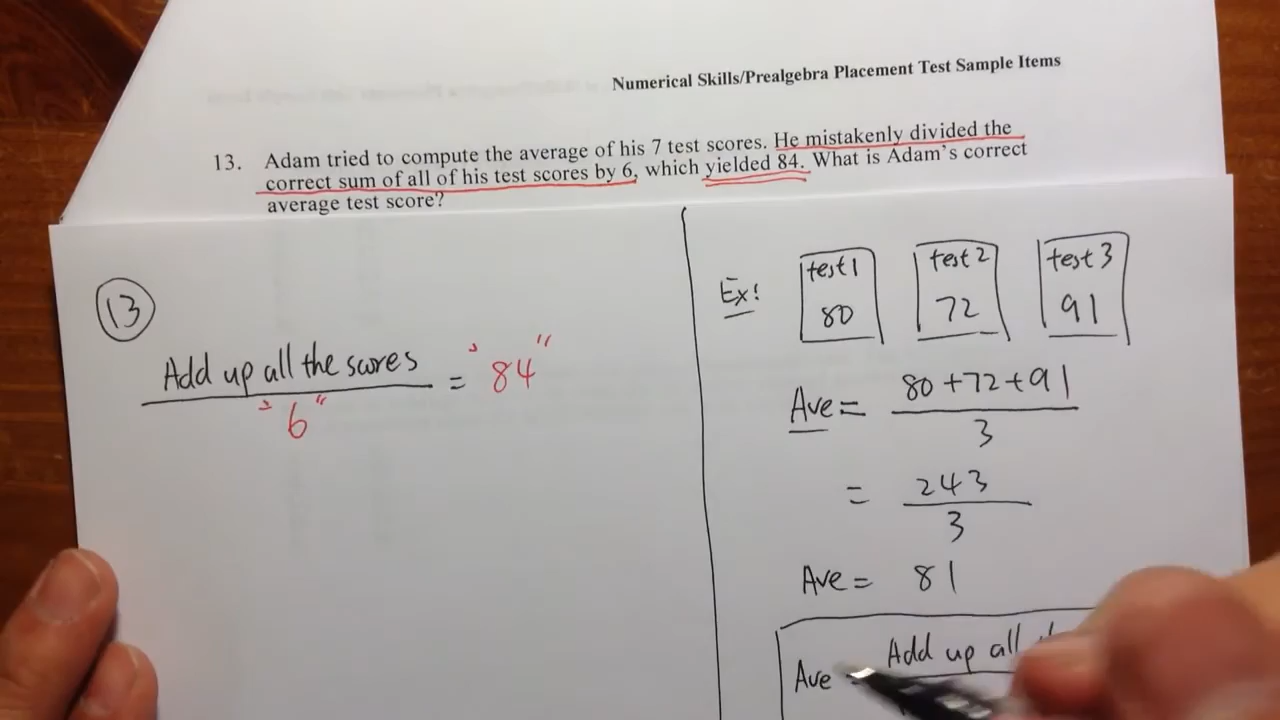 Numerical Skills/Prealgebra Placement Test Sample Items
13. Adam tried to compute the average of his 7 test scores. He mistakenly divided the
correct sum of all of his test scores by 6, which yielded 84. What is Adam's correct
average test score?
13
Add up all the scores = "84"
"6"
Ex:
test 1
80
test 2
72
test 3
91
Ave = 80 + 72 + 91
3
= 243
3
Ave = 81
Ave = Add up all